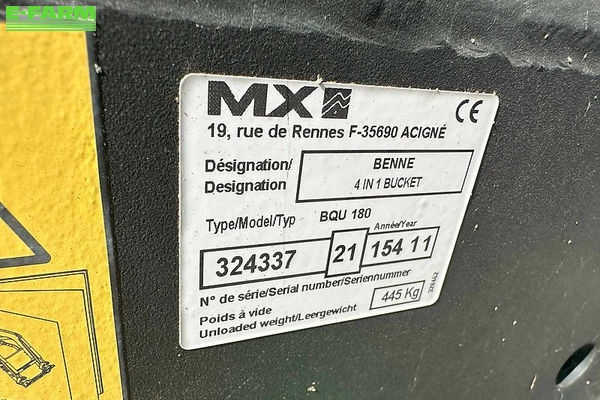 E-FARM
MX CE
19, rue de Rennes F-35690 ACIGNÉ
Désignation/ BENNE
Designation 4 IN 1 BUCKET
Type/Model/Typ BQU 180 Année/Year
324337 21 154 11
N° de série/Serial number/Seriennummer
Poids à vide 445 Kg
Unloaded weight/Leergewicht